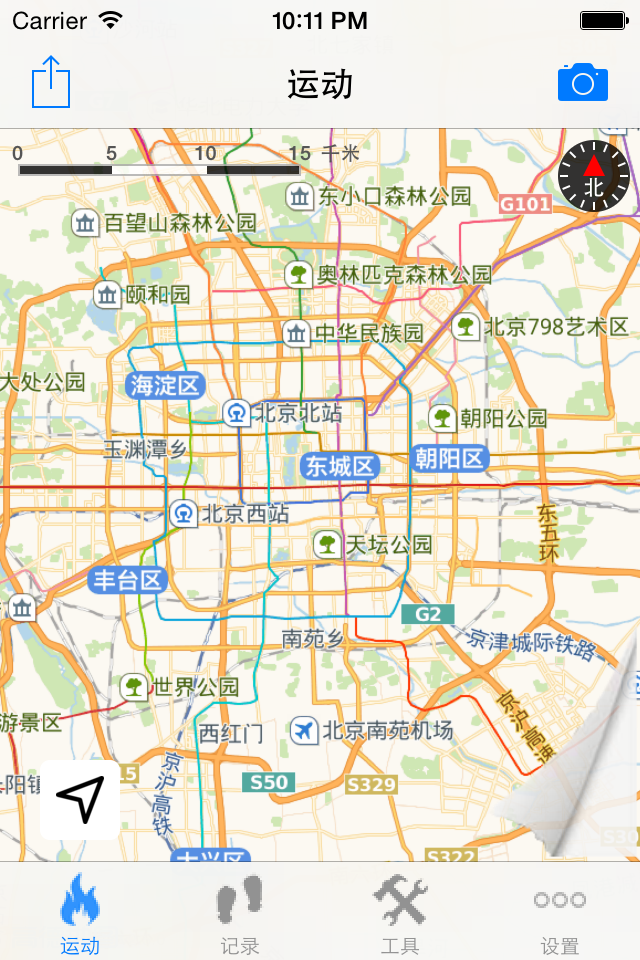 Carrier 10:11 PM
运动
0 5 10 15 千米
北
东小口森林公园
G101
百望山森林公园
奥林匹克森林公园
颐和园
中华民族园
北京798艺术区
大处公园
海淀区
北京北站
朝阳公园
玉渊潭乡
东城区
朝阳区
北京西站
东五环
天坛公园
丰台区
G2
南苑乡
京津城际铁路
世界公园
京沪高速
游景区
西红门
北京南苑机场
京沪高铁
阳镇
15
S50
S329
大兴区
S322
S30
运动 记录 工具 设置